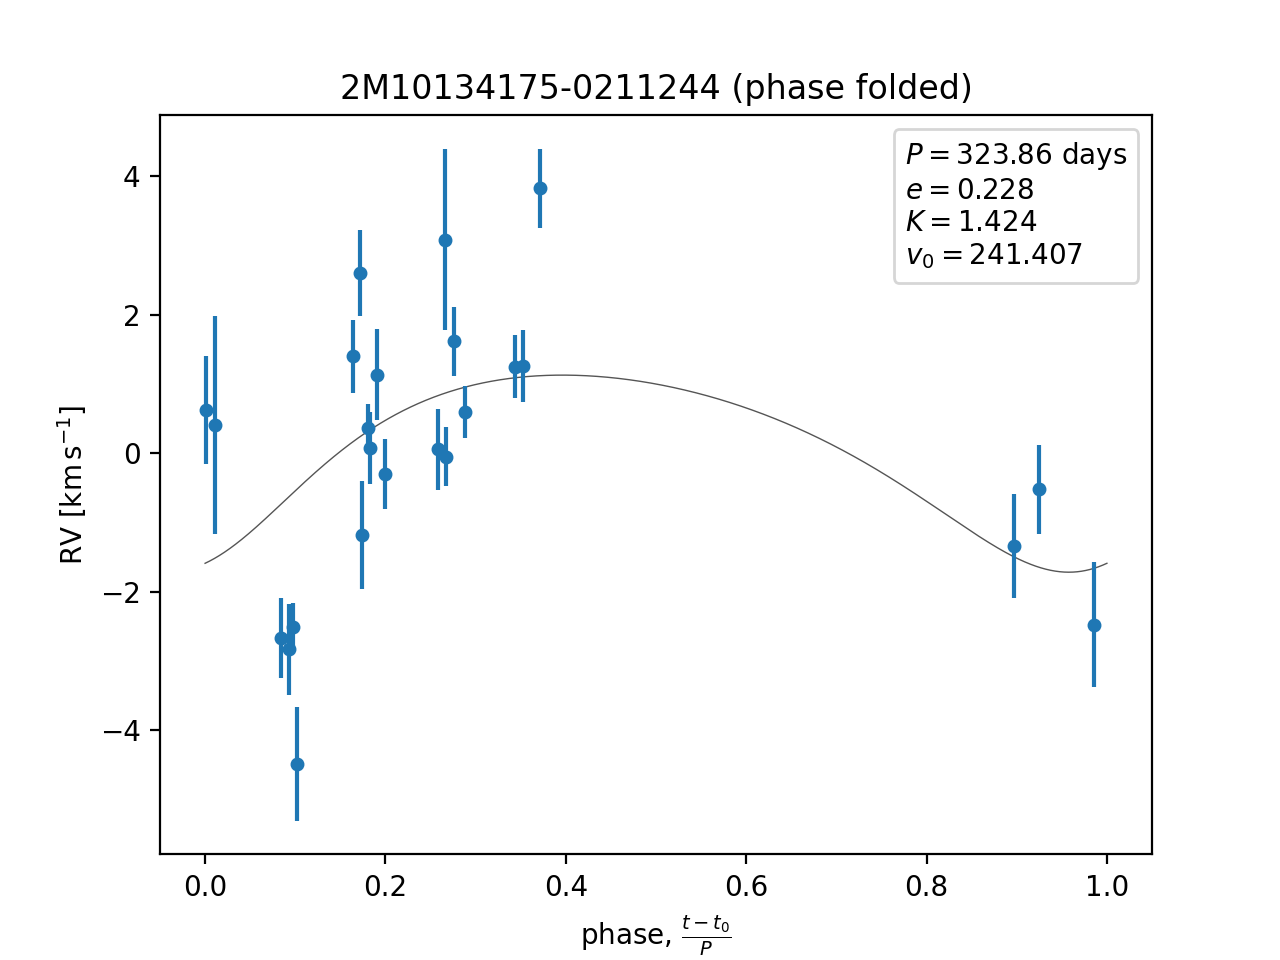 2M10134175-0211244 (phase folded)
P = 323.86 days
e = 0.228
K = 1.424
v₀ = 241.407
4
2
0
−2
−4
RV [km s⁻¹]
0.0 0.2 0.4 0.6 0.8 1.0
phase, (t − t₀)/P